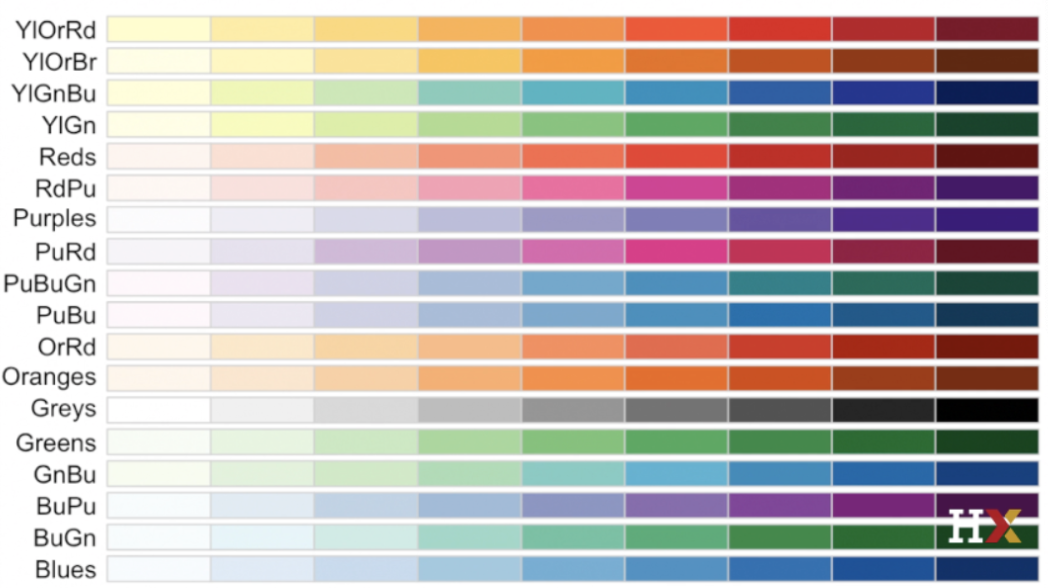 YlOrRd
YlOrBr
YlGnBu
YlGn
Reds
RdPu
Purples
PuRd
PuBuGn
PuBu
OrRd
Oranges
Greys
Greens
GnBu
BuPu
BuGn
HX
Blues